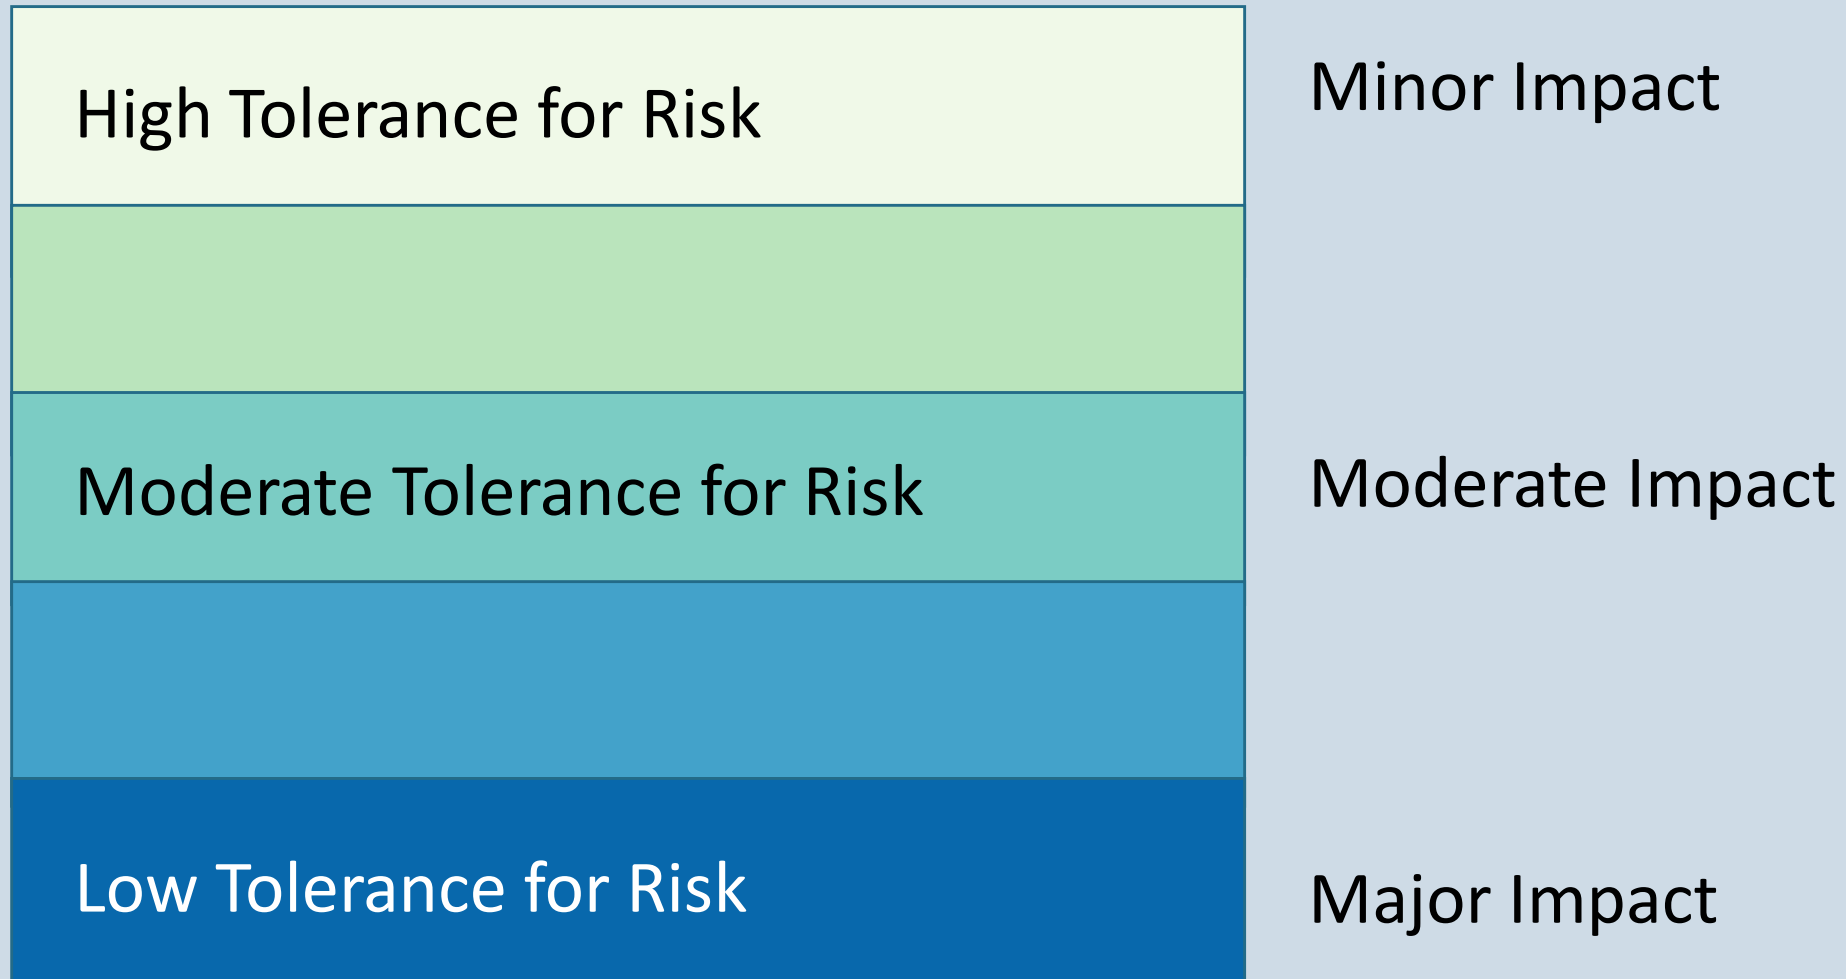 High Tolerance for Risk
Minor Impact
Moderate Tolerance for Risk
Moderate Impact
Low Tolerance for Risk
Major Impact